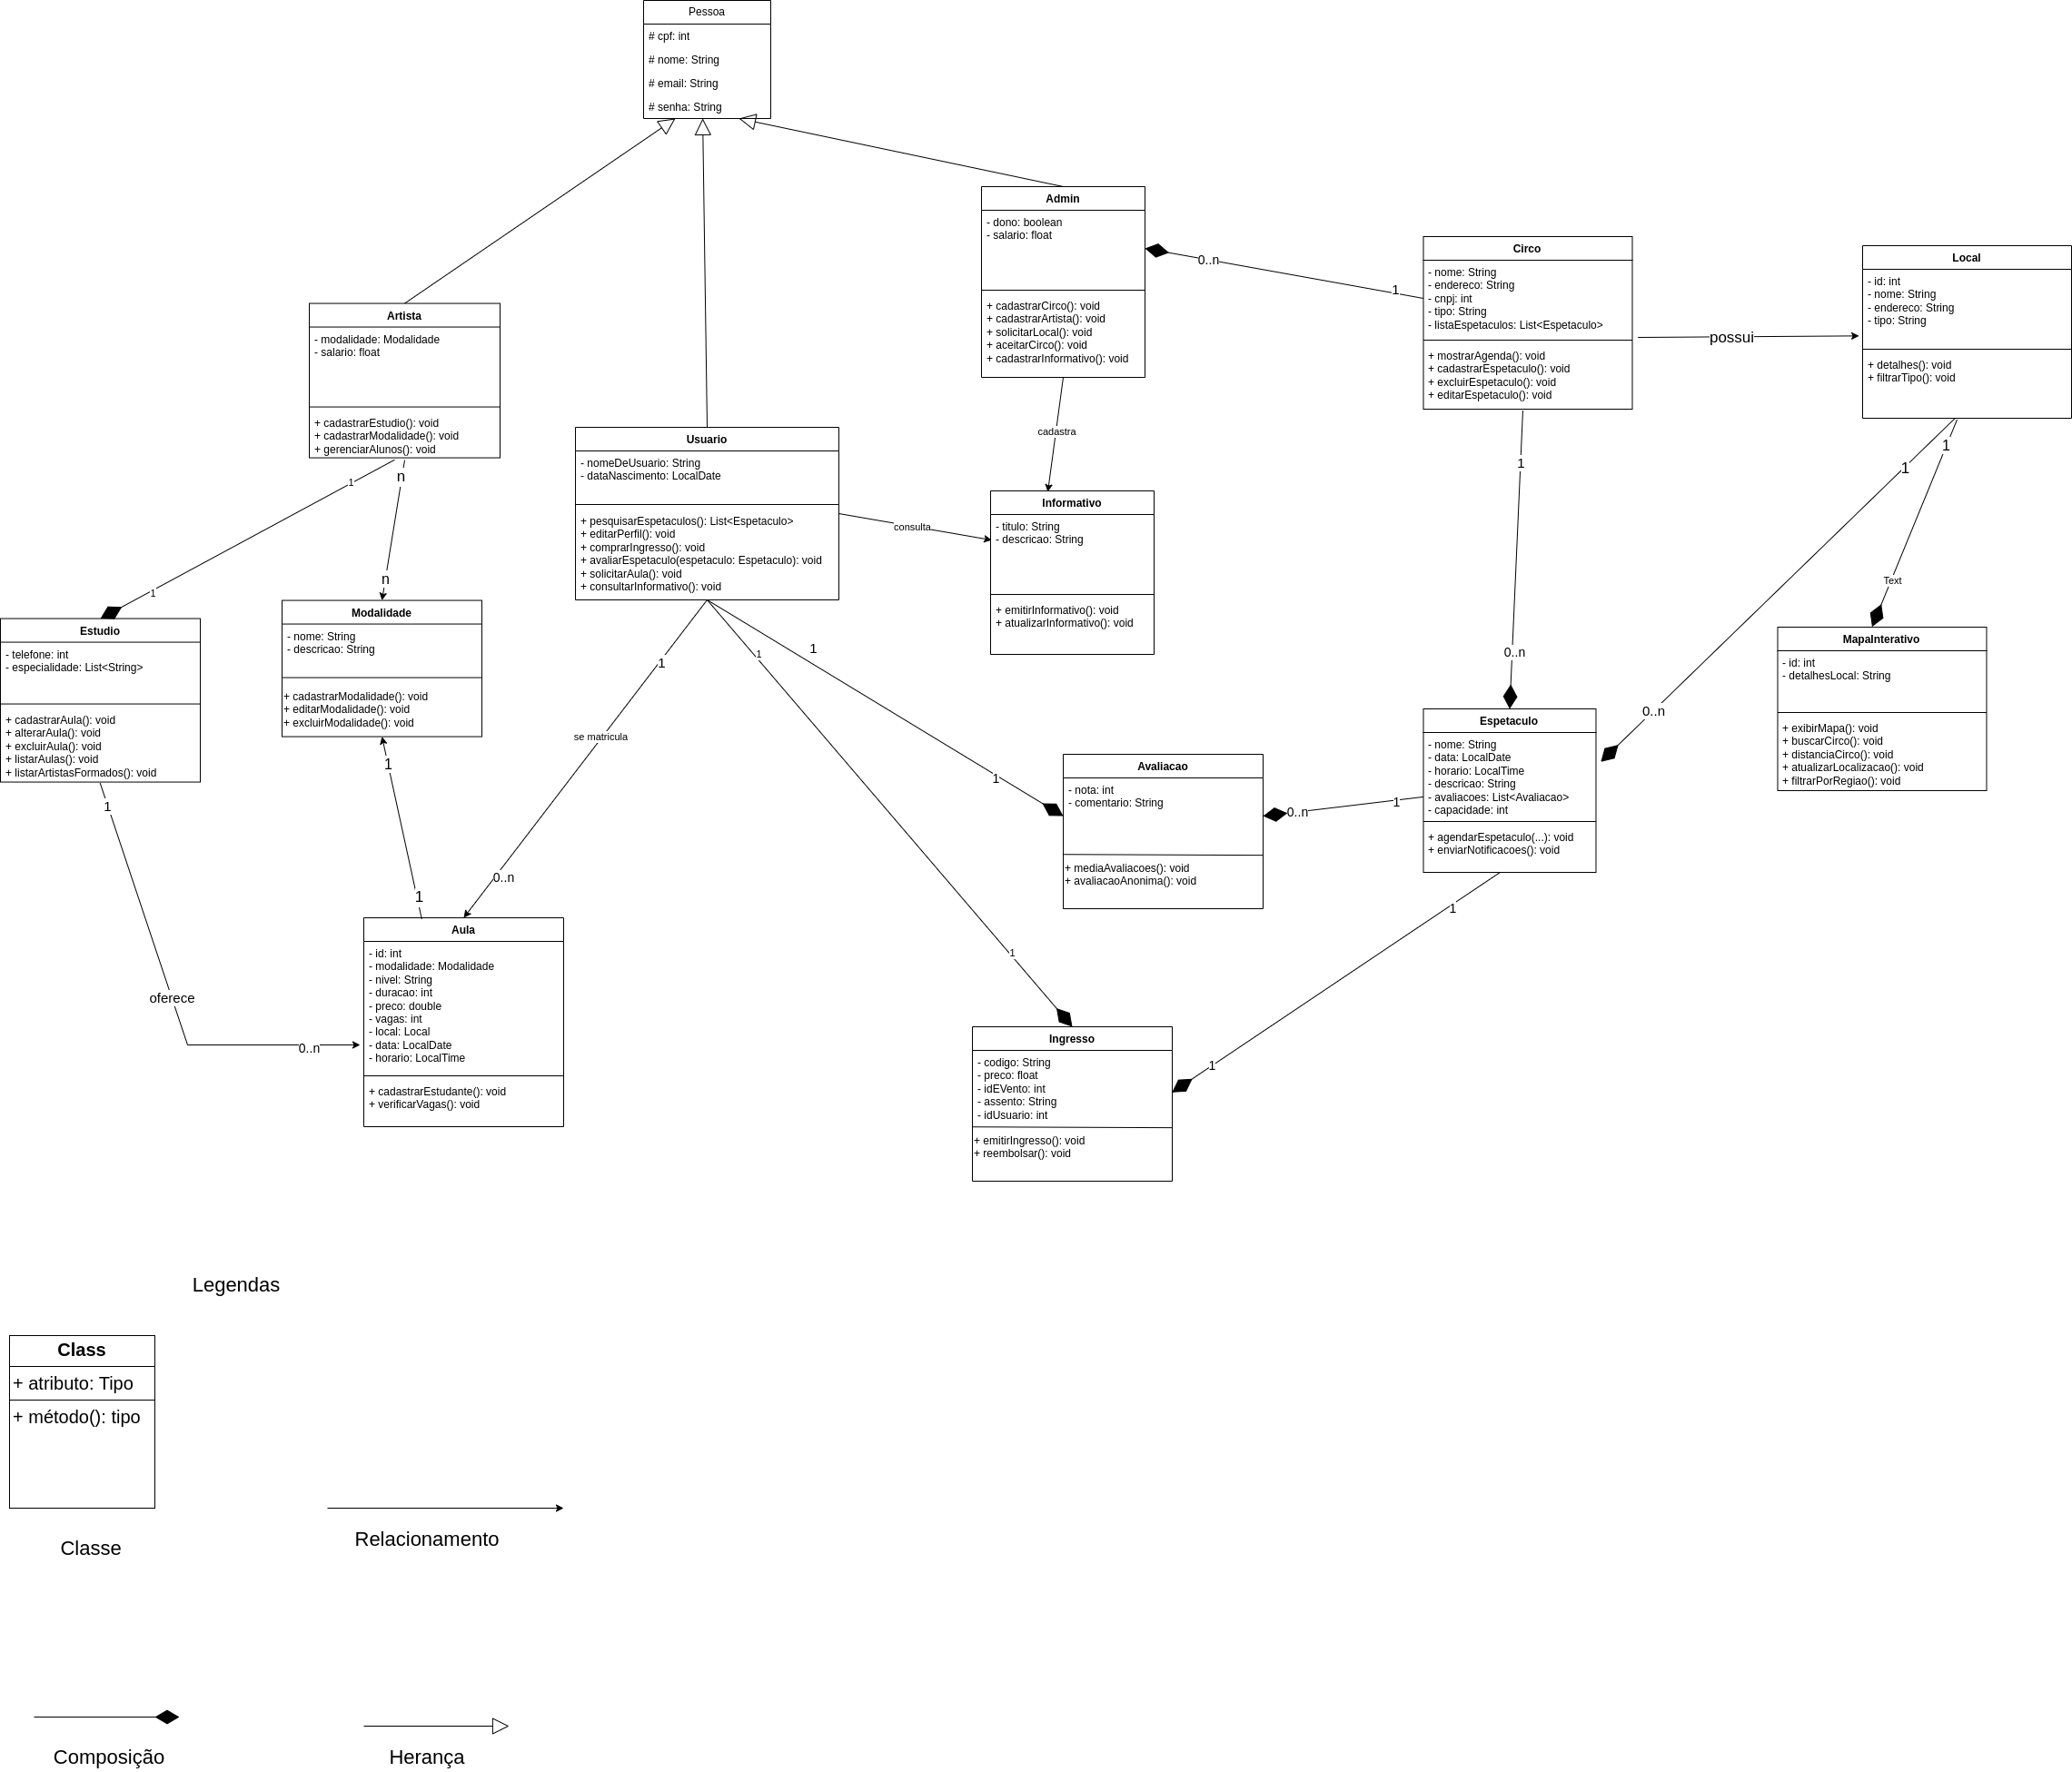 Pessoa
# cpf: int
# nome: String
# email: String
# senha: String
Admin
- dono: boolean
- salario: float
+ cadastrarCirco(): void
+ cadastrarArtista(): void
+ solicitarLocal(): void
+ aceitarCirco(): void
+ cadastrarInformativo(): void
0..n
1
Circo
- nome: String
- endereco: String
- cnpj: int
- tipo: String
- listaEspetaculos: List<Espetaculo>
+ mostrarAgenda(): void
+ cadastrarEspetaculo(): void
+ excluirEspetaculo(): void
+ editarEspetaculo(): void
possui
Local
- id: int
- nome: String
- endereco: String
- tipo: String
+ detalhes(): void
+ filtrarTipo(): void
Artista
- modalidade: Modalidade
- salario: float
+ cadastrarEstudio(): void
+ cadastrarModalidade(): void
+ gerenciarAlunos(): void
1
n
n
1
Usuario
- nomeDeUsuario: String
- dataNascimento: LocalDate
+ pesquisarEspetaculos(): List<Espetaculo>
+ editarPerfil(): void
+ comprarIngresso(): void
+ avaliarEspetaculo(espetaculo: Espetaculo): void
+ solicitarAula(): void
+ consultarInformativo(): void
cadastra
consulta
Informativo
- titulo: String
- descricao: String
+ emitirInformativo(): void
+ atualizarInformativo(): void
1
0..n
1
1
0..n
Text
Estudio
- telefone: int
- especialidade: List<String>
+ cadastrarAula(): void
+ alterarAula(): void
+ excluirAula(): void
+ listarAulas(): void
+ listarArtistasFormados(): void
Modalidade
- nome: String
- descricao: String
+ cadastrarModalidade(): void
+ editarModalidade(): void
+ excluirModalidade(): void
MapaInterativo
- id: int
- detalhesLocal: String
+ exibirMapa(): void
+ buscarCirco(): void
+ distanciaCirco(): void
+ atualizarLocalizacao(): void
+ filtrarPorRegiao(): void
1
1
1
se matricula
1
0..n
1
1
1
Avaliacao
- nota: int
- comentario: String
+ mediaAvaliacoes(): void
+ avaliacaoAnonima(): void
0..n
1
Espetaculo
- nome: String
- data: LocalDate
- horario: LocalTime
- descricao: String
- avaliacoes: List<Avaliacao>
- capacidade: int
+ agendarEspetaculo(...): void
+ enviarNotificacoes(): void
1
oferece
0..n
Aula
- id: int
- modalidade: Modalidade
- nivel: String
- duracao: int
- preco: double
- vagas: int
- local: Local
- data: LocalDate
- horario: LocalTime
+ cadastrarEstudante(): void
+ verificarVagas(): void
1
1
1
Ingresso
- codigo: String
- preco: float
- idEVento: int
- assento: String
- idUsuario: int
+ emitirIngresso(): void
+ reembolsar(): void
Legendas
Class
+ atributo: Tipo
+ método(): tipo
Classe
Relacionamento
Composição
Herança